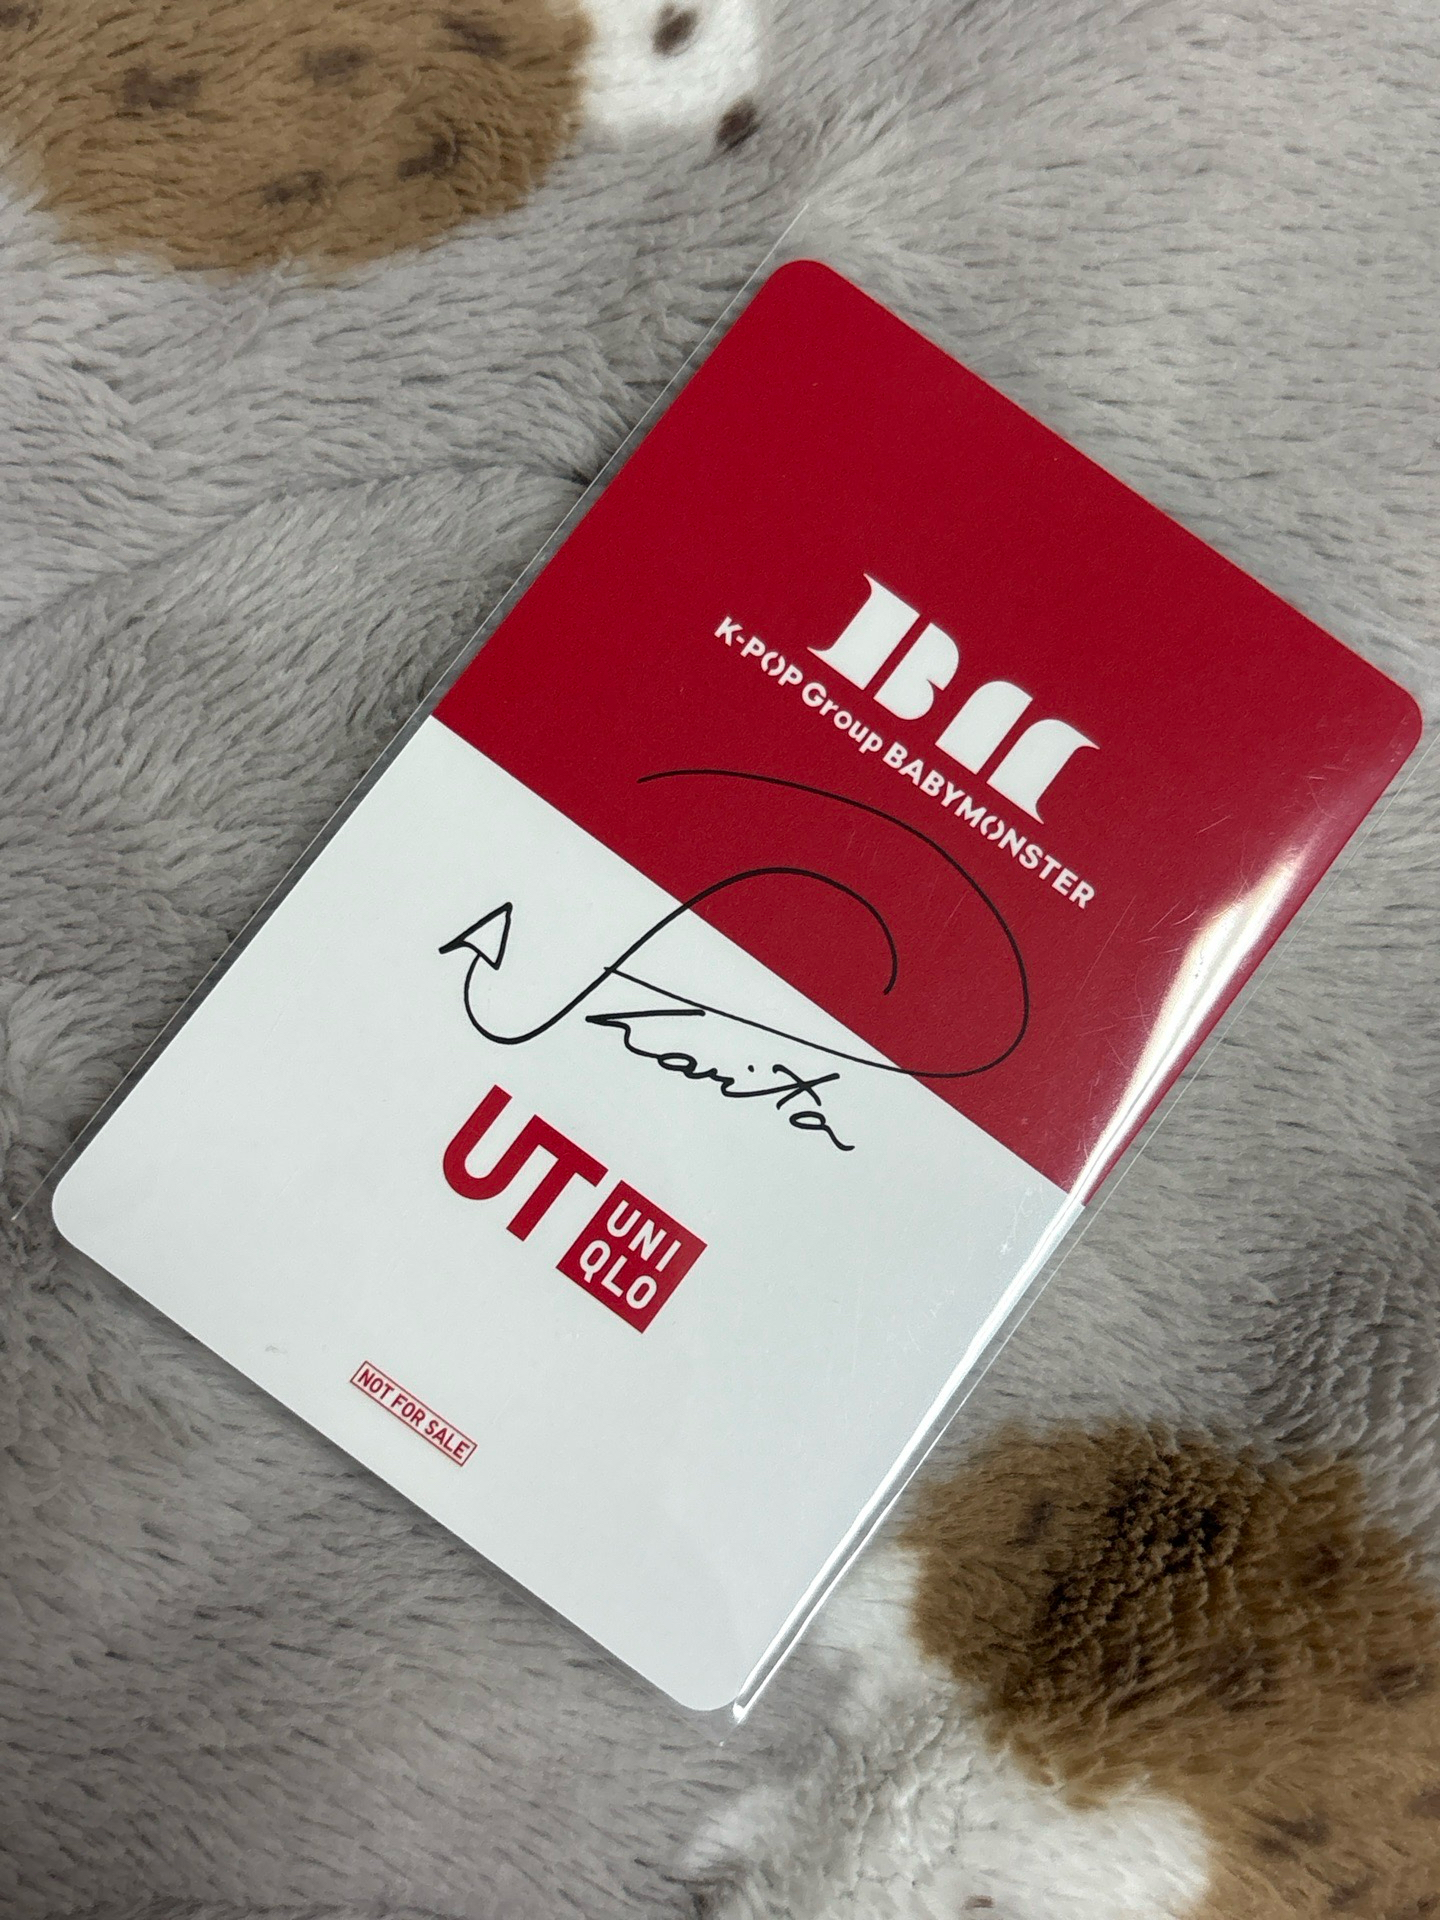 BM
K-POP Group BABYMONSTER
Pharita
UT
UNI
QLO
NOT FOR SALE